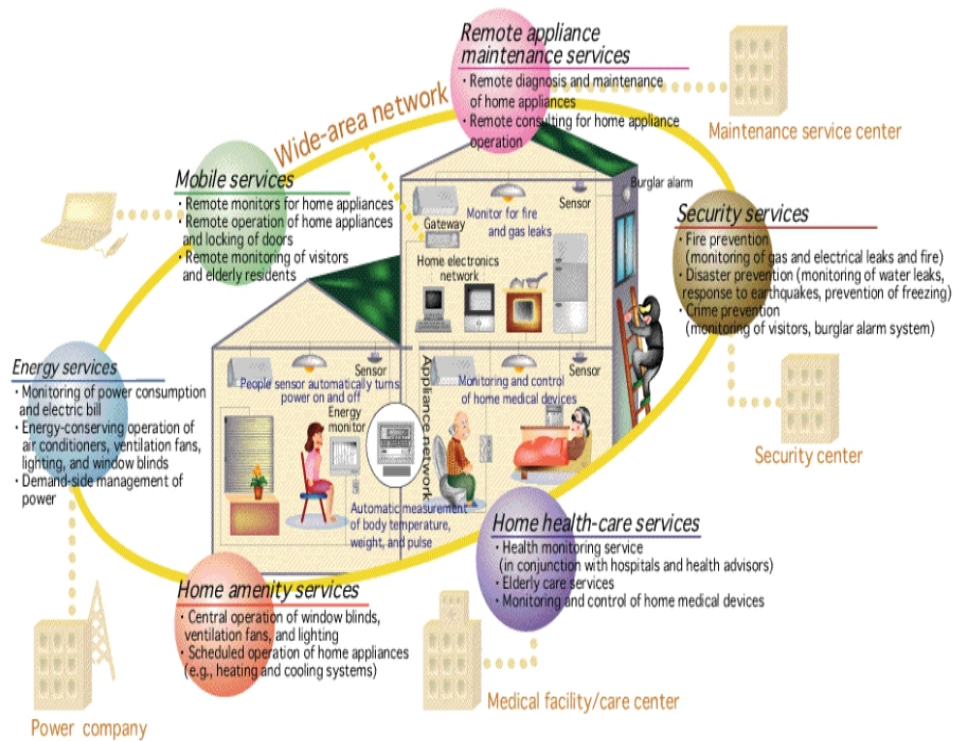 Remote appliance
maintenance services
・Remote diagnosis and maintenance
of home appliances
・Remote consulting for home appliance
operation
Maintenance service center
Wide-area network
Mobile services
・Remote monitors for home appliances
・Remote operation of home appliances
and locking of doors
・Remote monitoring of visitors
and elderly residents
Burglar alarm
Sensor
Gateway
Monitor for fire
and gas leaks
Home electronics
network
Security services
・Fire prevention
(monitoring of gas and electrical leaks and fire)
・Disaster prevention (monitoring of water leaks,
response to earthquakes, prevention of freezing)
・Crime prevention
(monitoring of visitors, burglar alarm system)
Security center
Energy services
・Monitoring of power consumption
and electric bill
・Energy-conserving operation of
air conditioners, ventilation fans,
lighting, and window blinds
・Demand-side management of
power
Sensor
People sensor automatically turns
power on and off
Energy
monitor
Appliance network
Sensor
Monitoring and control
of home medical devices
Automatic measurement
of body temperature,
weight, and pulse
Home health-care services
・Health monitoring service
(in conjunction with hospitals and health advisors)
・Elderly care services
・Monitoring and control of home medical devices
Home amenity services
・Central operation of window blinds,
ventilation fans, and lighting
・Scheduled operation of home appliances
(e.g., heating and cooling systems)
Medical facility/care center
Power company